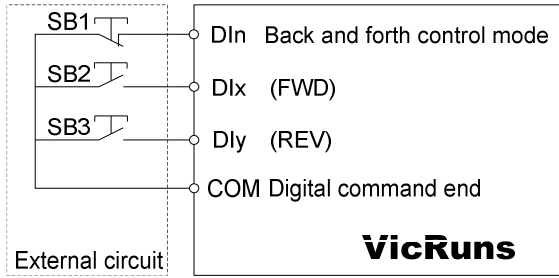 SB1
DIn Back and forth control mode
SB2
DIx (FWD)
SB3
DIy (REV)
COM Digital command end
External circuit
VicRuns